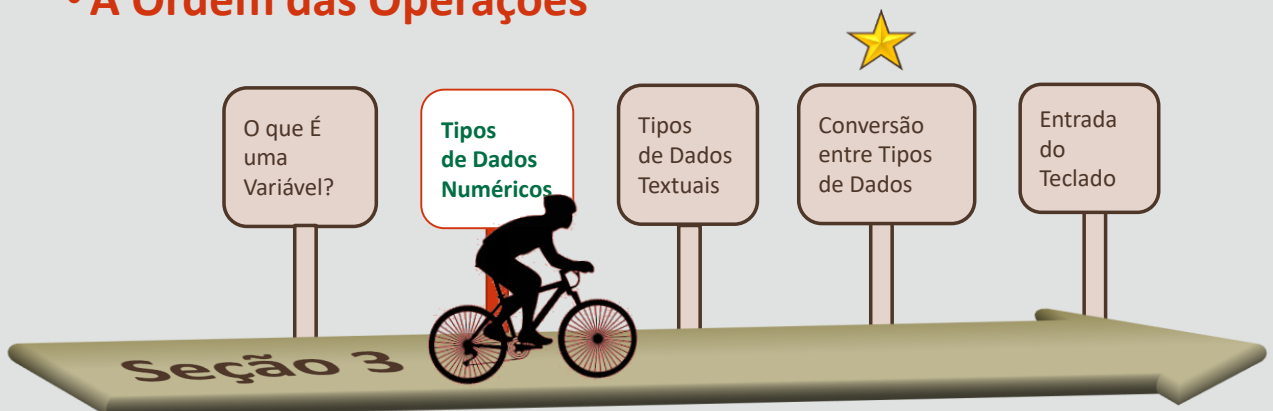 • A Ordem das Operações
O que É
uma
Variável?
Tipos
de Dados
Numéricos
Tipos
de Dados
Textuais
Conversão
entre Tipos
de Dados
Entrada
do
Teclado
Seção 3